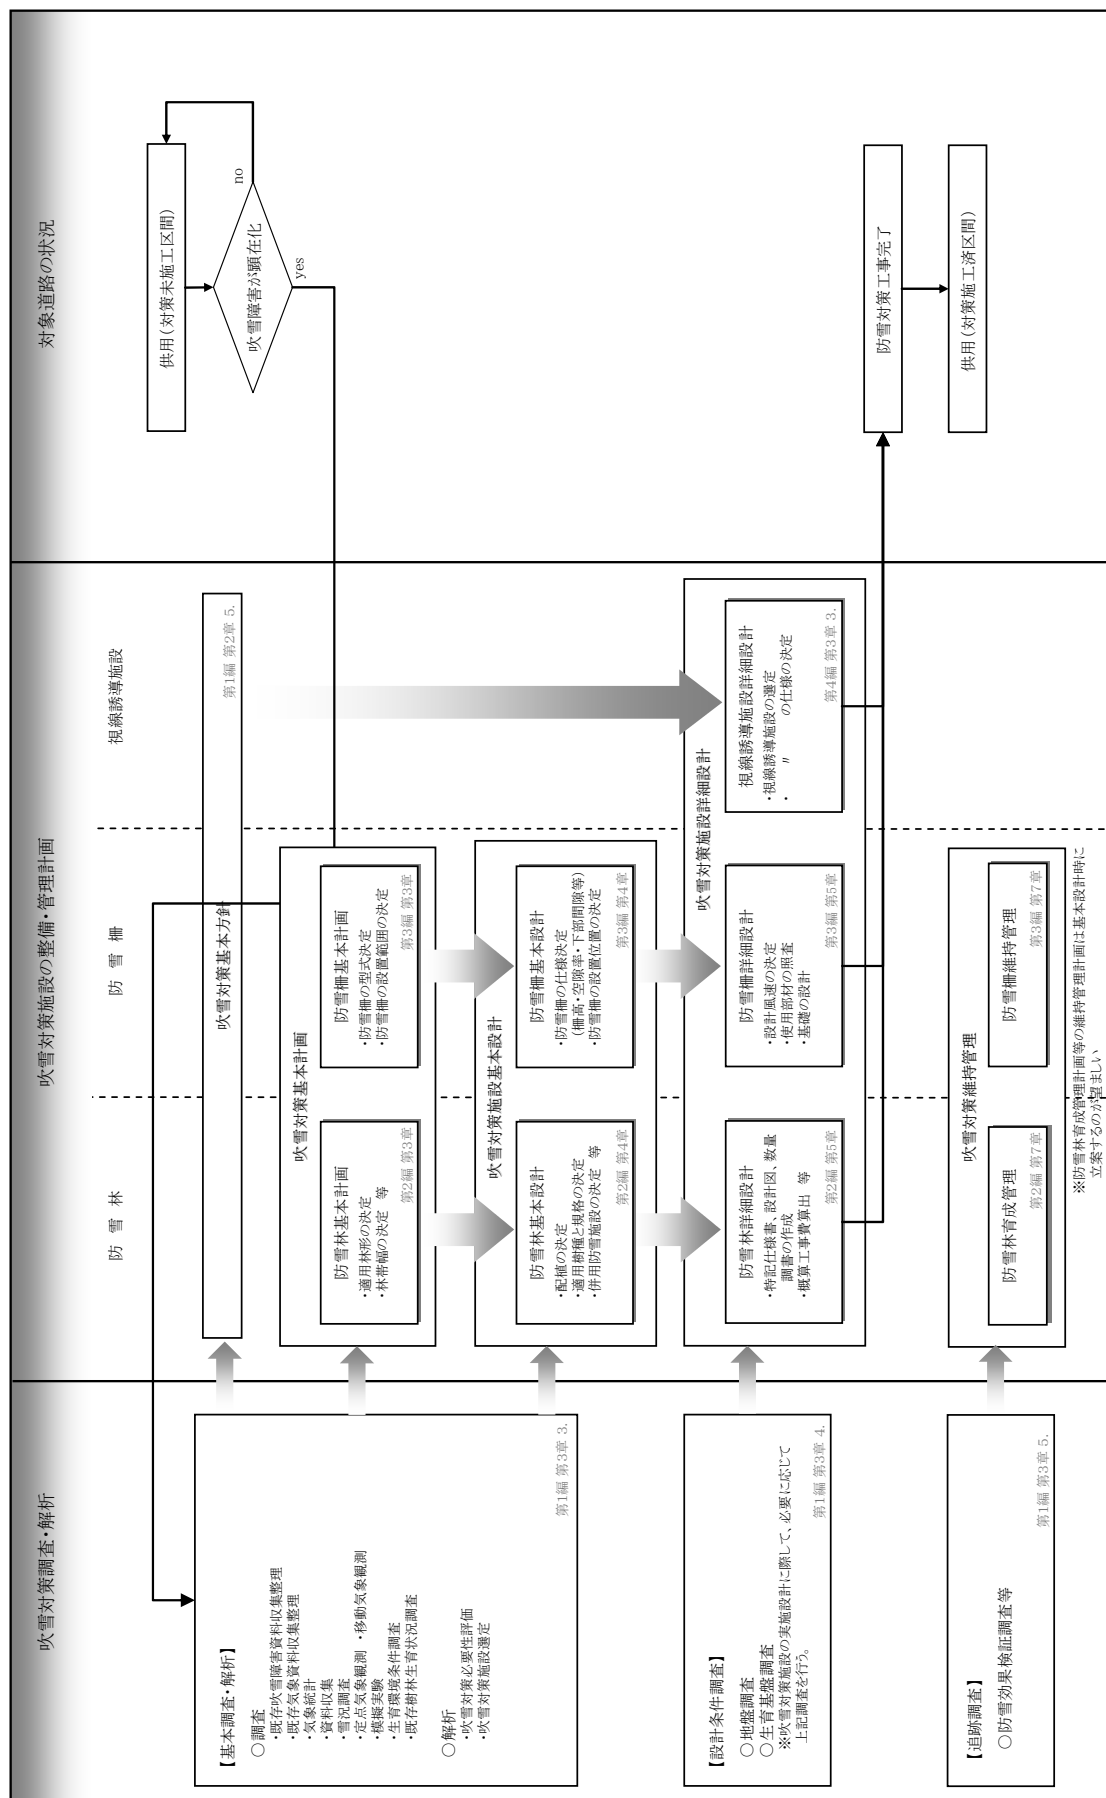 吹雪対策調査・解析
吹雪対策施設の整備・管理計画
対象道路の状況
防 雪 林
防 雪 柵
視線誘導施設
【基本調査・解析】
○調査
・既存吹雪障害資料収集整理
・既存気象資料収集整理
・気象統計
・資料収集
・雪況調査
・定点気象観測 ・移動気象観測
・模擬実験
・生育環境条件調査
・既存樹林生育状況調査
○解析
・吹雪対策必要性評価
・吹雪対策施設選定
第1編 第3章 3.
【設計条件調査】
○地盤調査
○生育基盤調査
※吹雪対策施設の実施設計に際して、必要に応じて
上記調査を行う。
第1編 第3章 4.
【追跡調査】
○防雪効果検証調査等
第1編 第3章 5.
吹雪対策基本方針
第1編 第2章 5.
吹雪対策基本計画
防雪林基本計画
・適用林形の決定
・林帯幅の決定 等
第2編 第3章
防雪柵基本計画
・防雪柵の型式決定
・防雪柵の設置範囲の決定
第3編 第3章
吹雪対策施設基本設計
防雪林基本設計
・配植の決定
・適用樹種と規格の決定
・併用防雪施設の決定 等
第2編 第4章
防雪柵基本設計
・防雪柵の仕様決定
(柵高・空隙率・下部間隙等)
・防雪柵の設置位置の決定
第3編 第4章
吹雪対策施設詳細設計
防雪林詳細設計
・特記仕様書、設計図、数量
調書の作成
・概算工事費算出 等
第2編 第5章
防雪柵詳細設計
・設計風速の決定
・使用部材の照査
・基礎の設計
第3編 第5章
視線誘導施設詳細設計
・視線誘導施設の選定
・ 〃 の仕様の決定
第4編 第3章 3.
吹雪対策維持管理
防雪林育成管理
第2編 第7章
防雪柵維持管理
第3編 第7章
※防雪林育成管理計画等の維持管理計画は基本設計時に
立案するのが望ましい
供用(対策未施工区間)
吹雪障害が顕在化
no
yes
防雪対策工事完了
供用(対策施工済区間)